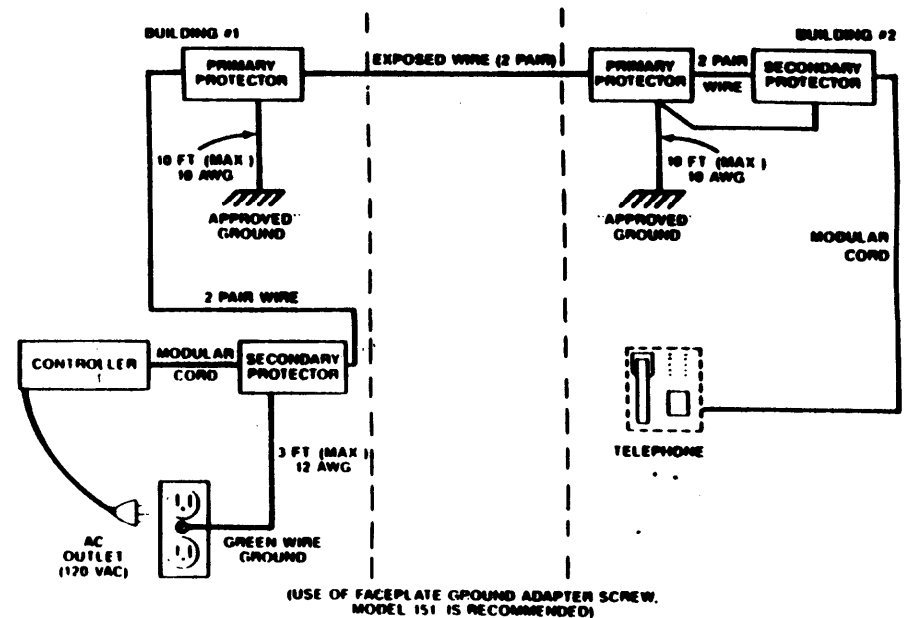 BUILDING #1
BUILDING #2
PRIMARY
PROTECTOR
EXPOSED WIRE (2 PAIR)
PRIMARY
PROTECTOR
2 PAIR
WIRE
SECONDARY
PROTECTOR
10 FT (MAX)
10 AWG
10 FT (MAX)
10 AWG
APPROVED
GROUND
APPROVED
GROUND
MODULAR
CORD
2 PAIR WIRE
CONTROLLER
MODULAR
CORD
SECONDARY
PROTECTOR
TELEPHONE
3 FT (MAX)
12 AWG
AC
OUTLET
(120 VAC)
GREEN WIRE
GROUND
(USE OF FACEPLATE GROUND ADAPTER SCREW,
MODEL 151 IS RECOMMENDED)